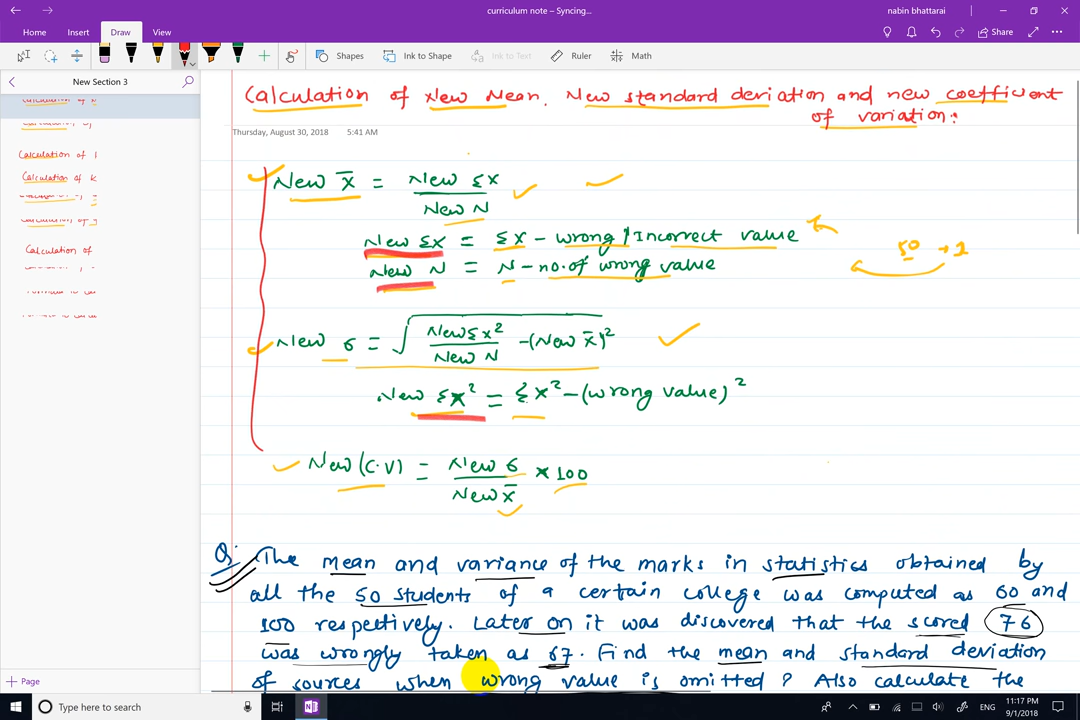 curriculum note - Syncing...
nabin bhattarai
Home Insert Draw View
Share
Shapes Ink to Shape Ink to Text Ruler Math
New Section 3
Calculation of New Mean, New standard deviation and new coefficient
of variation:
Thursday, August 30, 2018 5:41 AM
Calculation of
Calculation of
Calculation of
New x̄ = New Σx / New N
New Σx = Σx - wrong / Incorrect value
50 → 1
New N = N - no. of wrong value
New σ = √ New Σx² / New N - (New x̄)²
New Σx² = Σx² - (wrong value)²
New (C.V) = New σ / New x̄ × 100
Q: The mean and variance of the marks in statistics obtained by
all the 50 students of a certain college was computed as 60 and
100 respectively. Later on it was discovered that the scored 76
was wrongly taken as 67. Find the mean and standard deviation
of sources when wrong value is omitted? Also calculate the
+ Page
Type here to search
ENG
11:17 PM
9/1/2018